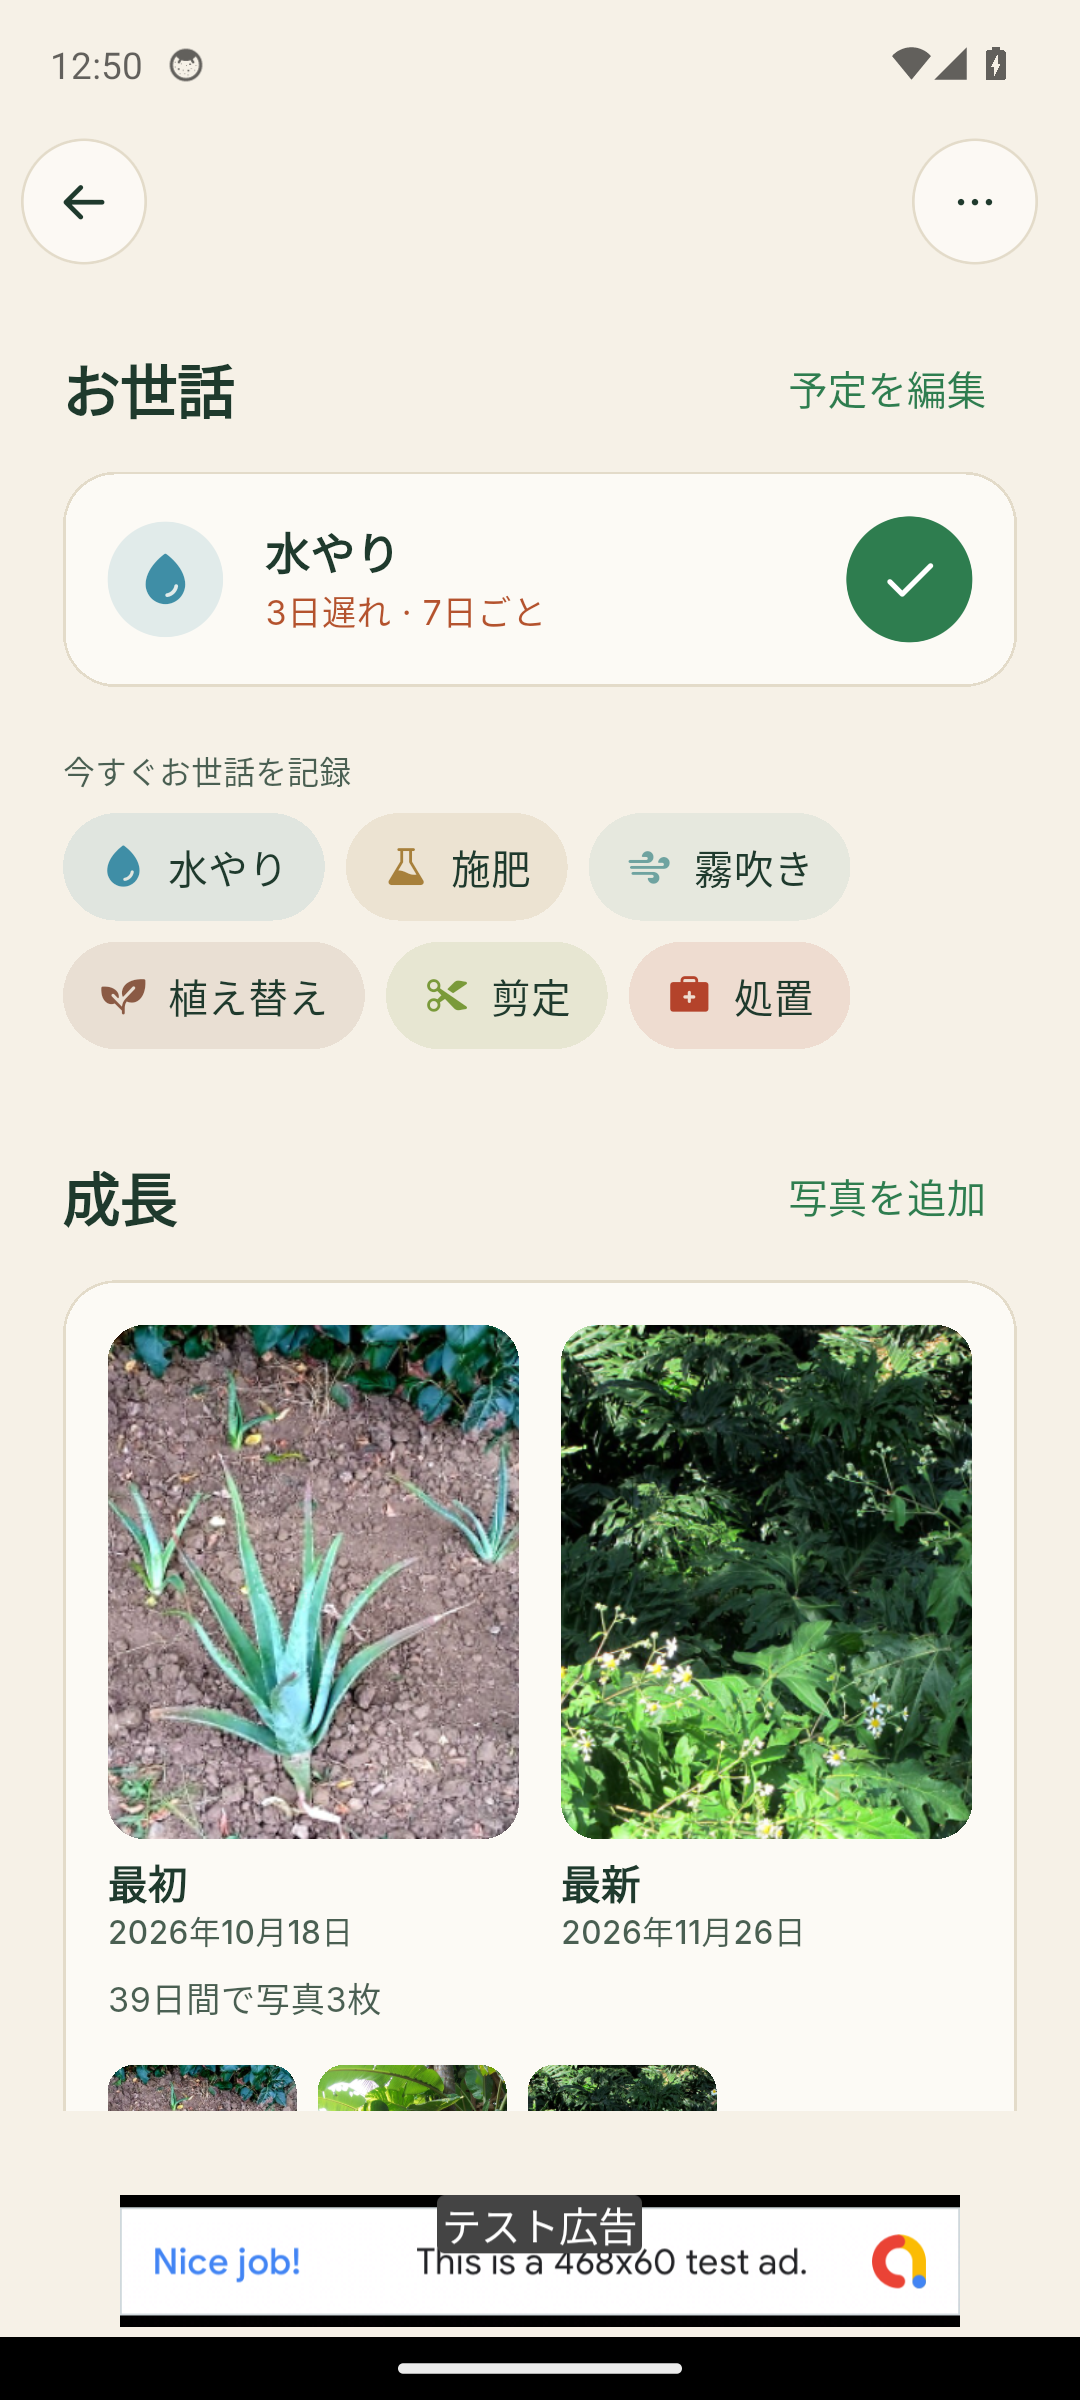 12:50
お世話
予定を編集
水やり
3日遅れ · 7日ごと
今すぐお世話を記録
水やり
施肥
霧吹き
植え替え
剪定
処置
成長
写真を追加
最初
2026年10月18日
最新
2026年11月26日
39日間で写真3枚
テスト広告
Nice job!
This is a 468x60 test ad.